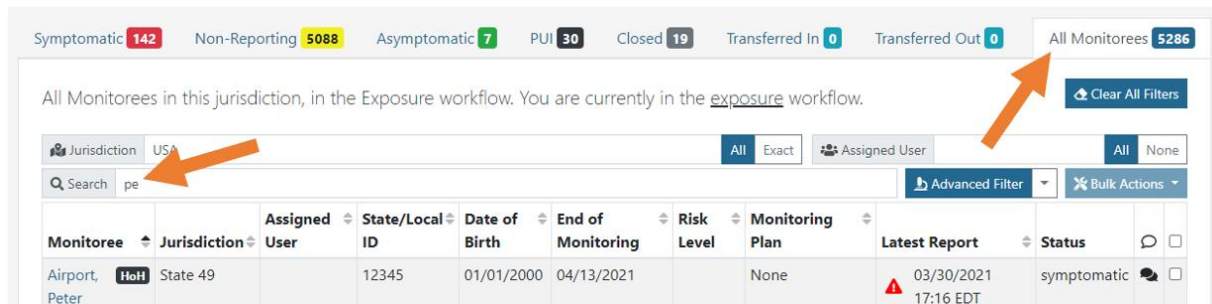 Symptomatic 142 Non-Reporting 5088 Asymptomatic 7 PUI 30 Closed 19 Transferred In 0 Transferred Out 0 All Monitorees 5286
All Monitorees in this jurisdiction, in the Exposure workflow. You are currently in the exposure workflow. Clear All Filters
Jurisdiction USA All Exact Assigned User All None
Search pe Advanced Filter Bulk Actions
Assigned State/Local Date of End of Risk Monitoring
Monitoree Jurisdiction User ID Birth Monitoring Level Plan Latest Report Status
Airport, HoH State 49 12345 01/01/2000 04/13/2021 None 03/30/2021 symptomatic
Peter 17:16 EDT